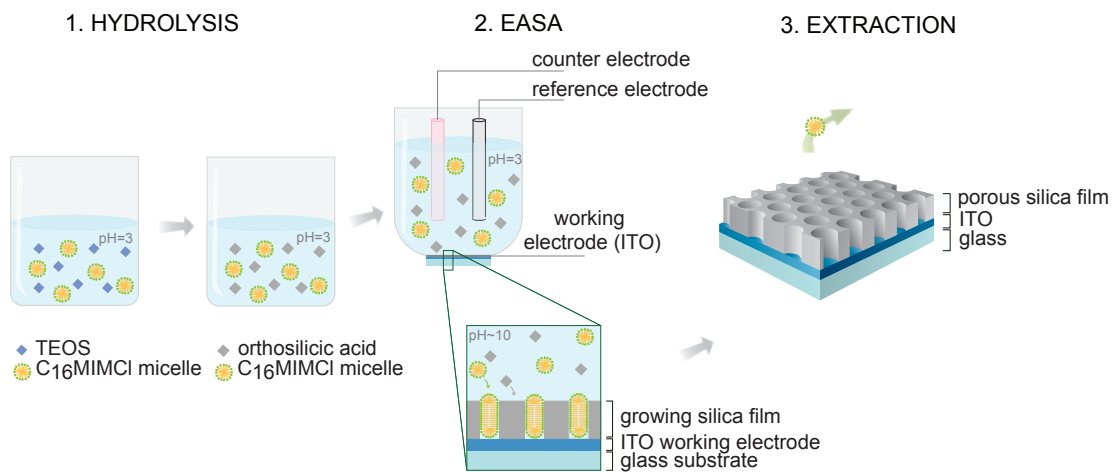 1. HYDROLYSIS
2. EASA
3. EXTRACTION
counter electrode
reference electrode
pH=3
pH=3
pH=3
working
electrode (ITO)
porous silica film
ITO
glass
TEOS
C16MIMCl micelle
orthosilicic acid
C16MIMCl micelle
pH~10
growing silica film
ITO working electrode
glass substrate